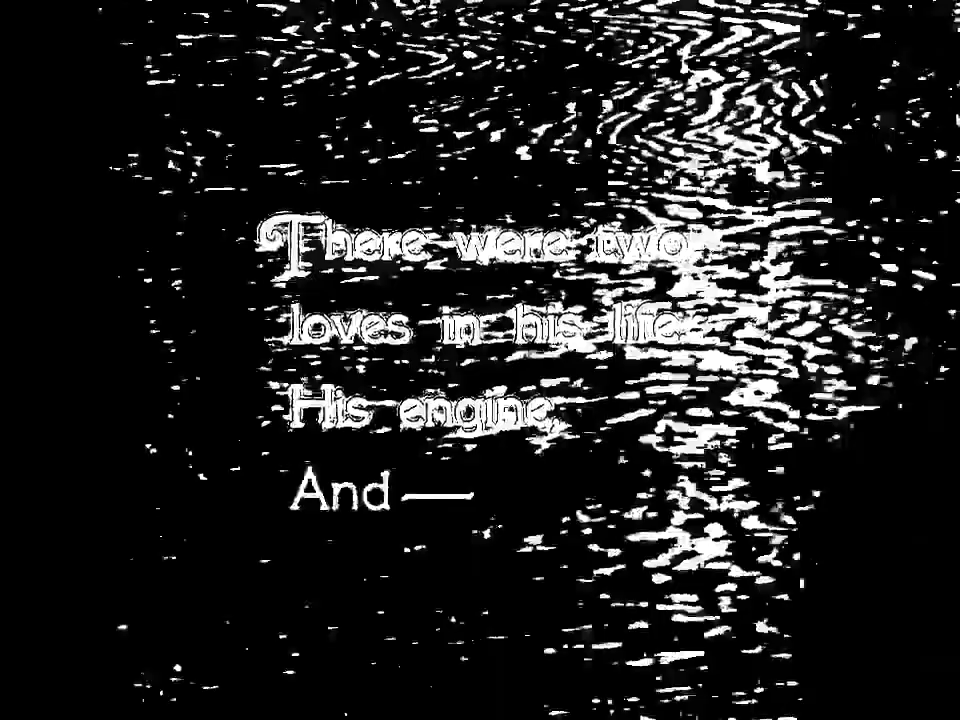 There were two
loves in his life.
His engine,
And —